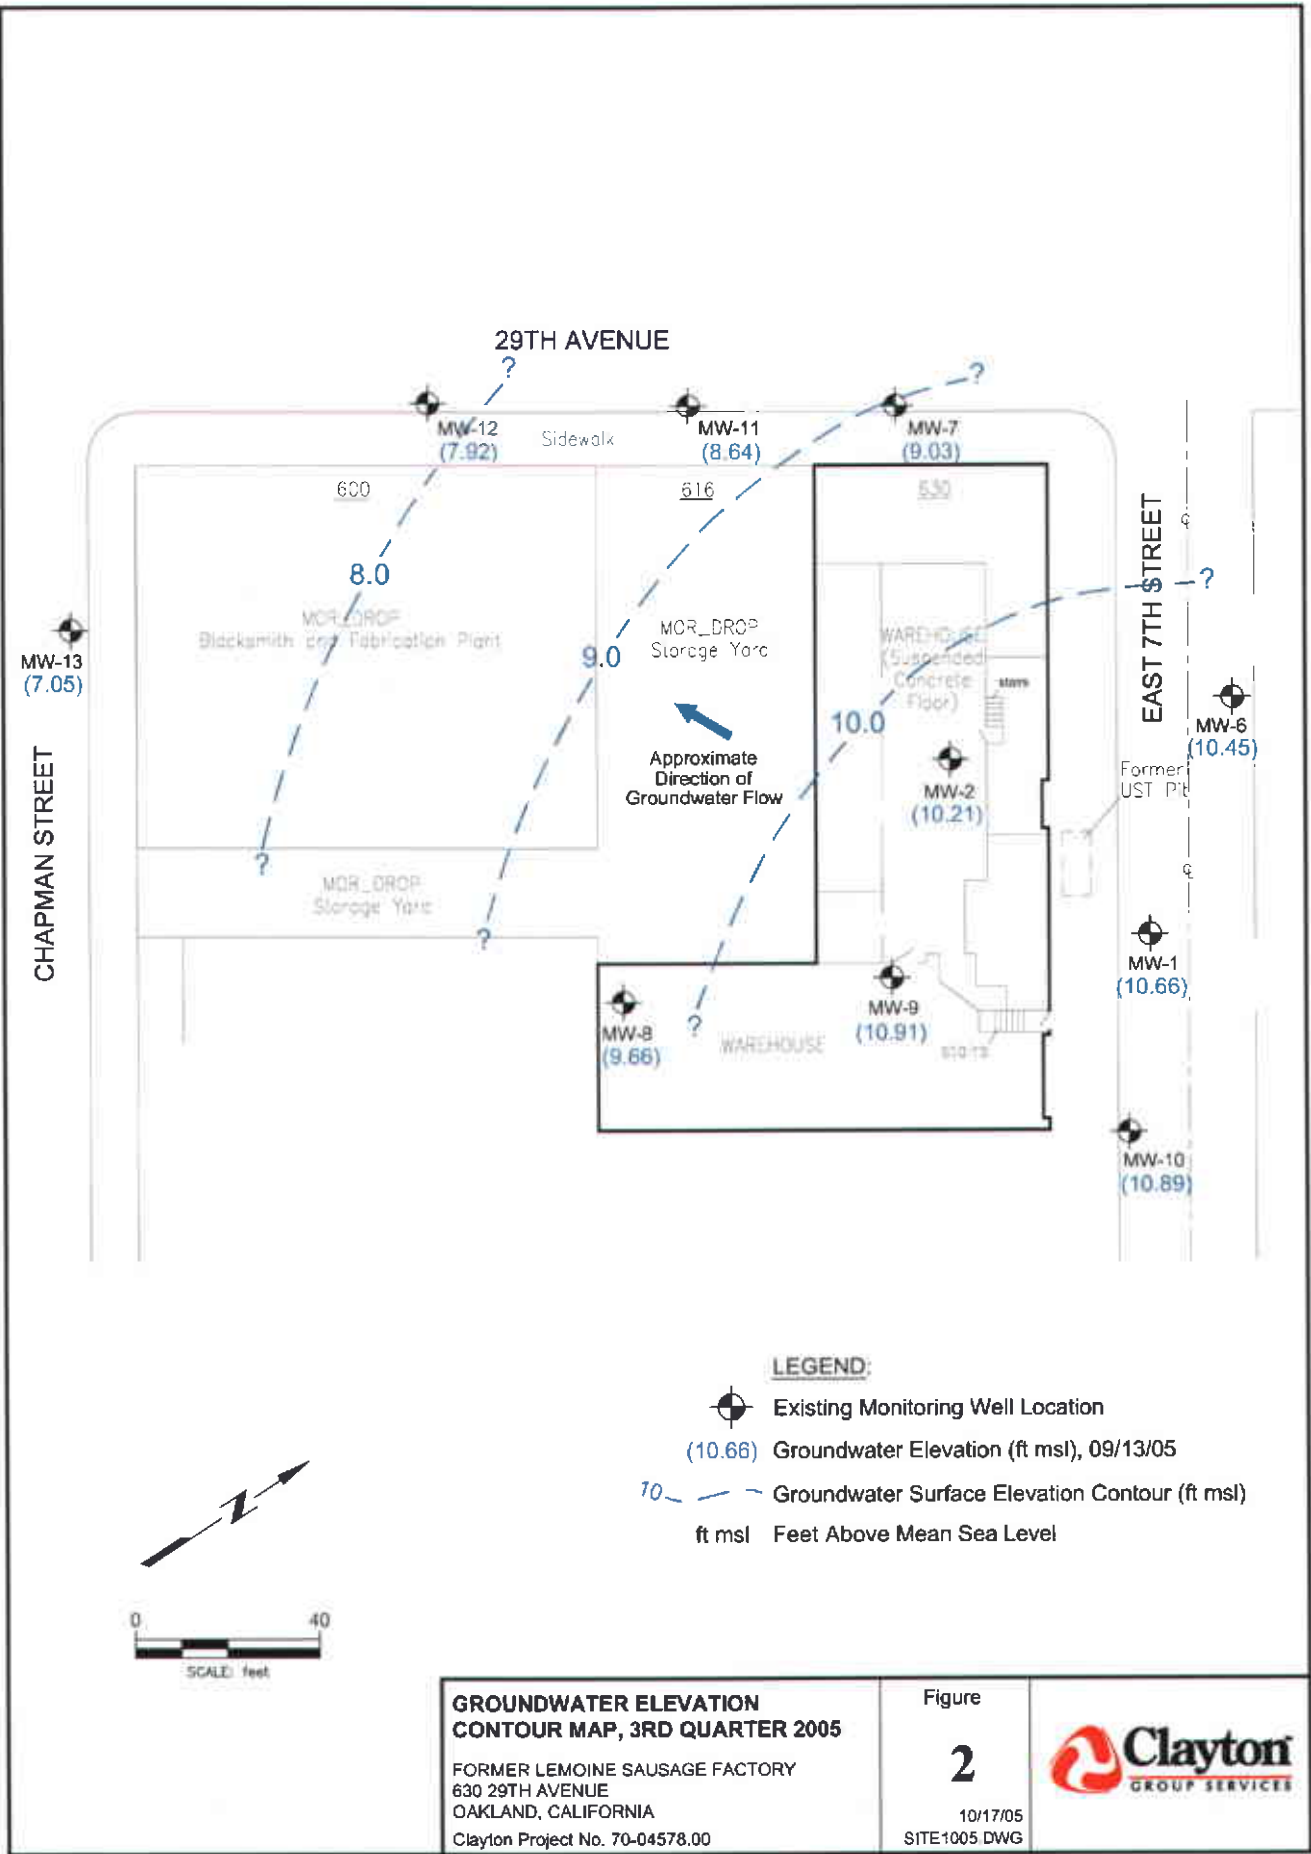 29TH AVENUE
?
?
MW-12
(7.92)
Sidewalk
MW-11
(8.64)
MW-7
(9.03)
600
616
630
8.0
MOR_DROP
Blacksmith and Fabrication Plant
9.0
MOR_DROP
Storage Yard
WAREHOUSE
(Suspended
Concrete
Floor)
stairs
EAST 7TH STREET
?
MW-13
(7.05)
10.0
MW-6
(10.45)
Approximate
Direction of
Groundwater Flow
MW-2
(10.21)
Former
UST Pit
CHAPMAN STREET
?
MOR_DROP
Storage Yard
?
MW-1
(10.66)
MW-8
(9.66)
?
WAREHOUSE
MW-9
(10.91)
stairs
MW-10
(10.89)
LEGEND:
Existing Monitoring Well Location
(10.66) Groundwater Elevation (ft msl), 09/13/05
10 Groundwater Surface Elevation Contour (ft msl)
ft msl Feet Above Mean Sea Level
N
0 40
SCALE: feet
GROUNDWATER ELEVATION
CONTOUR MAP, 3RD QUARTER 2005
FORMER LEMOINE SAUSAGE FACTORY
630 29TH AVENUE
OAKLAND, CALIFORNIA
Clayton Project No. 70-04578.00
Figure
2
10/17/05
SITE1005.DWG
Clayton
GROUP SERVICES